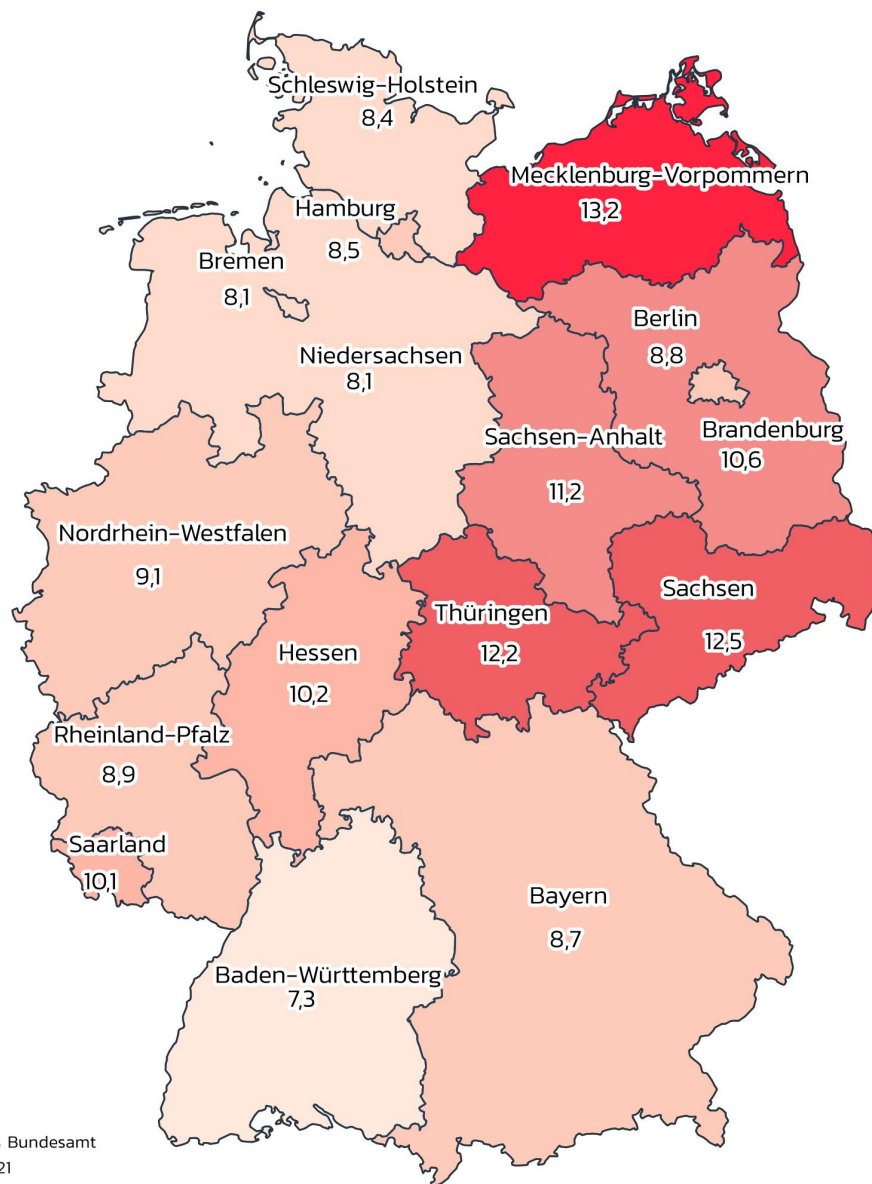 Schleswig-Holstein
8,4
Mecklenburg-Vorpommern
13,2
Hamburg
8,5
Bremen
8,1
Berlin
8,8
Niedersachsen
8,1
Sachsen-Anhalt
11,2
Brandenburg
10,6
Nordrhein-Westfalen
9,1
Sachsen
12,5
Thüringen
12,2
Hessen
10,2
Rheinland-Pfalz
8,9
Saarland
10,1
Bayern
8,7
Baden-Württemberg
7,3
Bundesamt
21